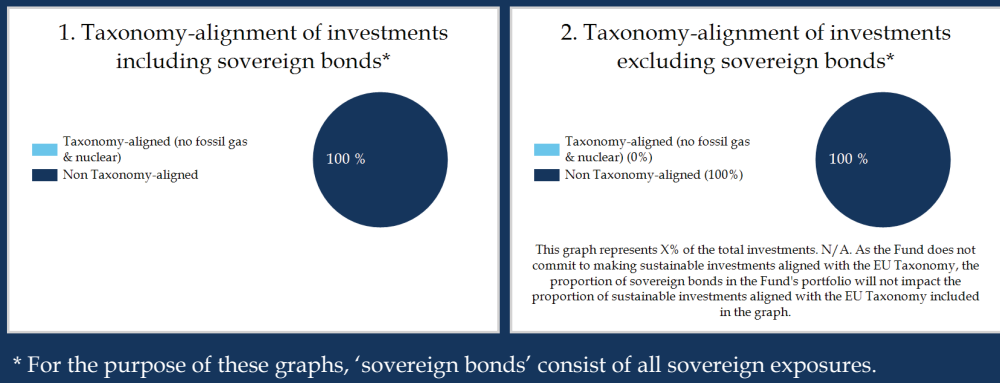 1. Taxonomy-alignment of investments
including sovereign bonds*
Taxonomy-aligned (no fossil gas
& nuclear)
Non Taxonomy-aligned
100 %
2. Taxonomy-alignment of investments
excluding sovereign bonds*
Taxonomy-aligned (no fossil gas
& nuclear) (0%)
Non Taxonomy-aligned (100%)
100 %
This graph represents X% of the total investments. N/A. As the Fund does not
commit to making sustainable investments aligned with the EU Taxonomy, the
proportion of sovereign bonds in the Fund's portfolio will not impact the
proportion of sustainable investments aligned with the EU Taxonomy included
in the graph.
* For the purpose of these graphs, ‘sovereign bonds’ consist of all sovereign exposures.